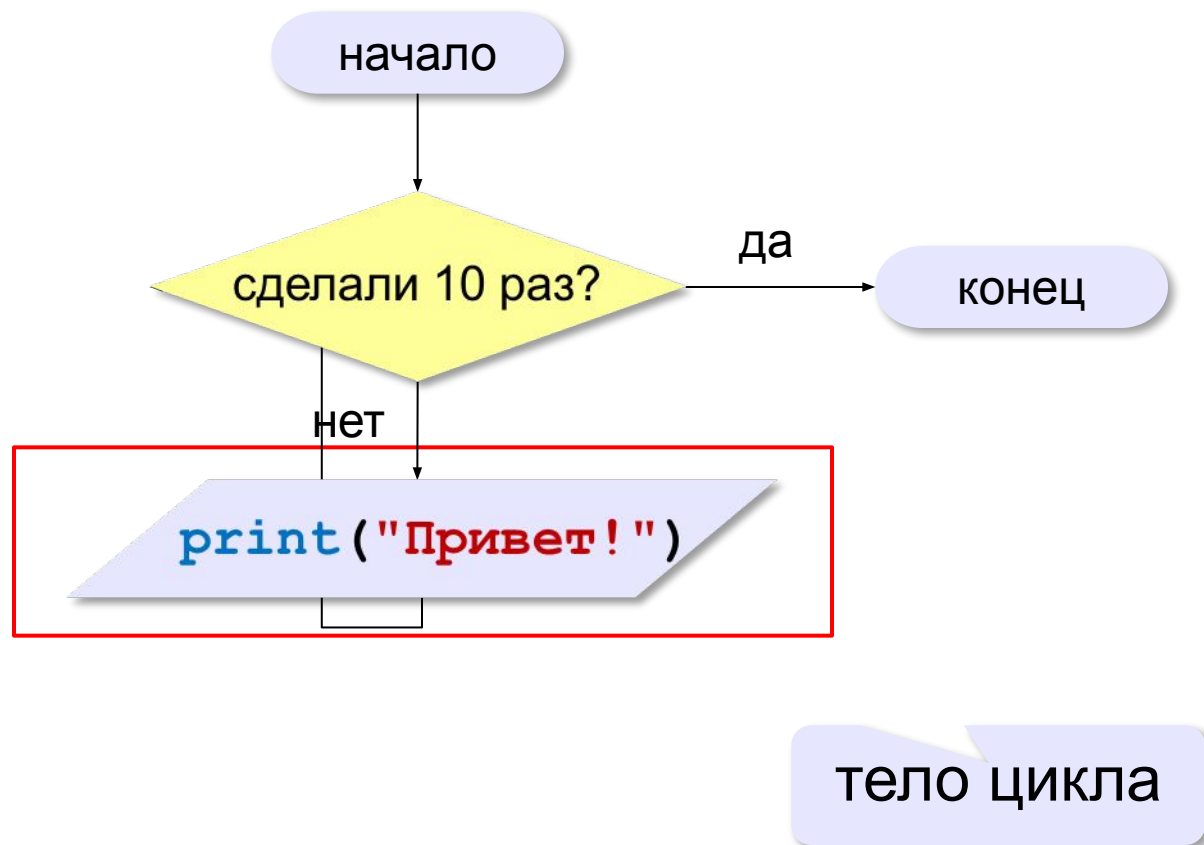 начало
сделали 10 раз?
да
конец
нет
print("Привет!")
тело цикла